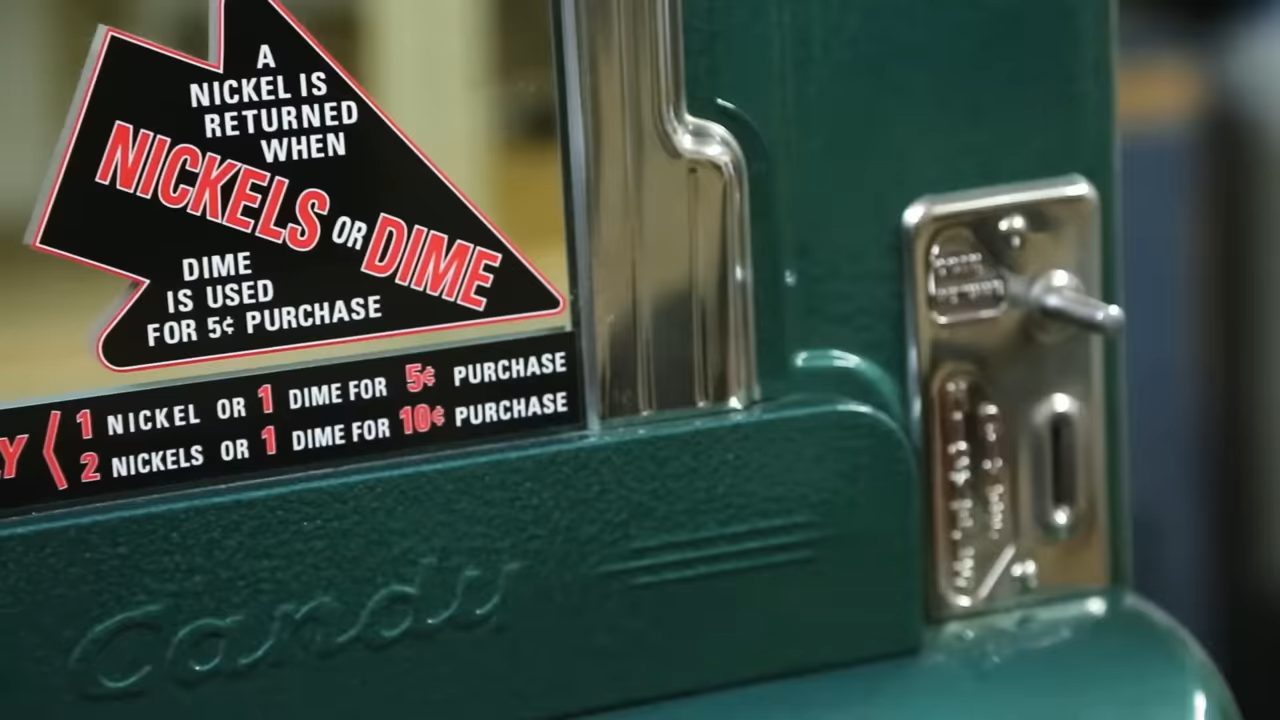 A
NICKEL IS
RETURNED
WHEN
NICKELS OR DIME
DIME
IS USED
FOR 5¢ PURCHASE
1 NICKEL OR 1 DIME FOR 5¢ PURCHASE
2 NICKELS OR 1 DIME FOR 10¢ PURCHASE
Candy